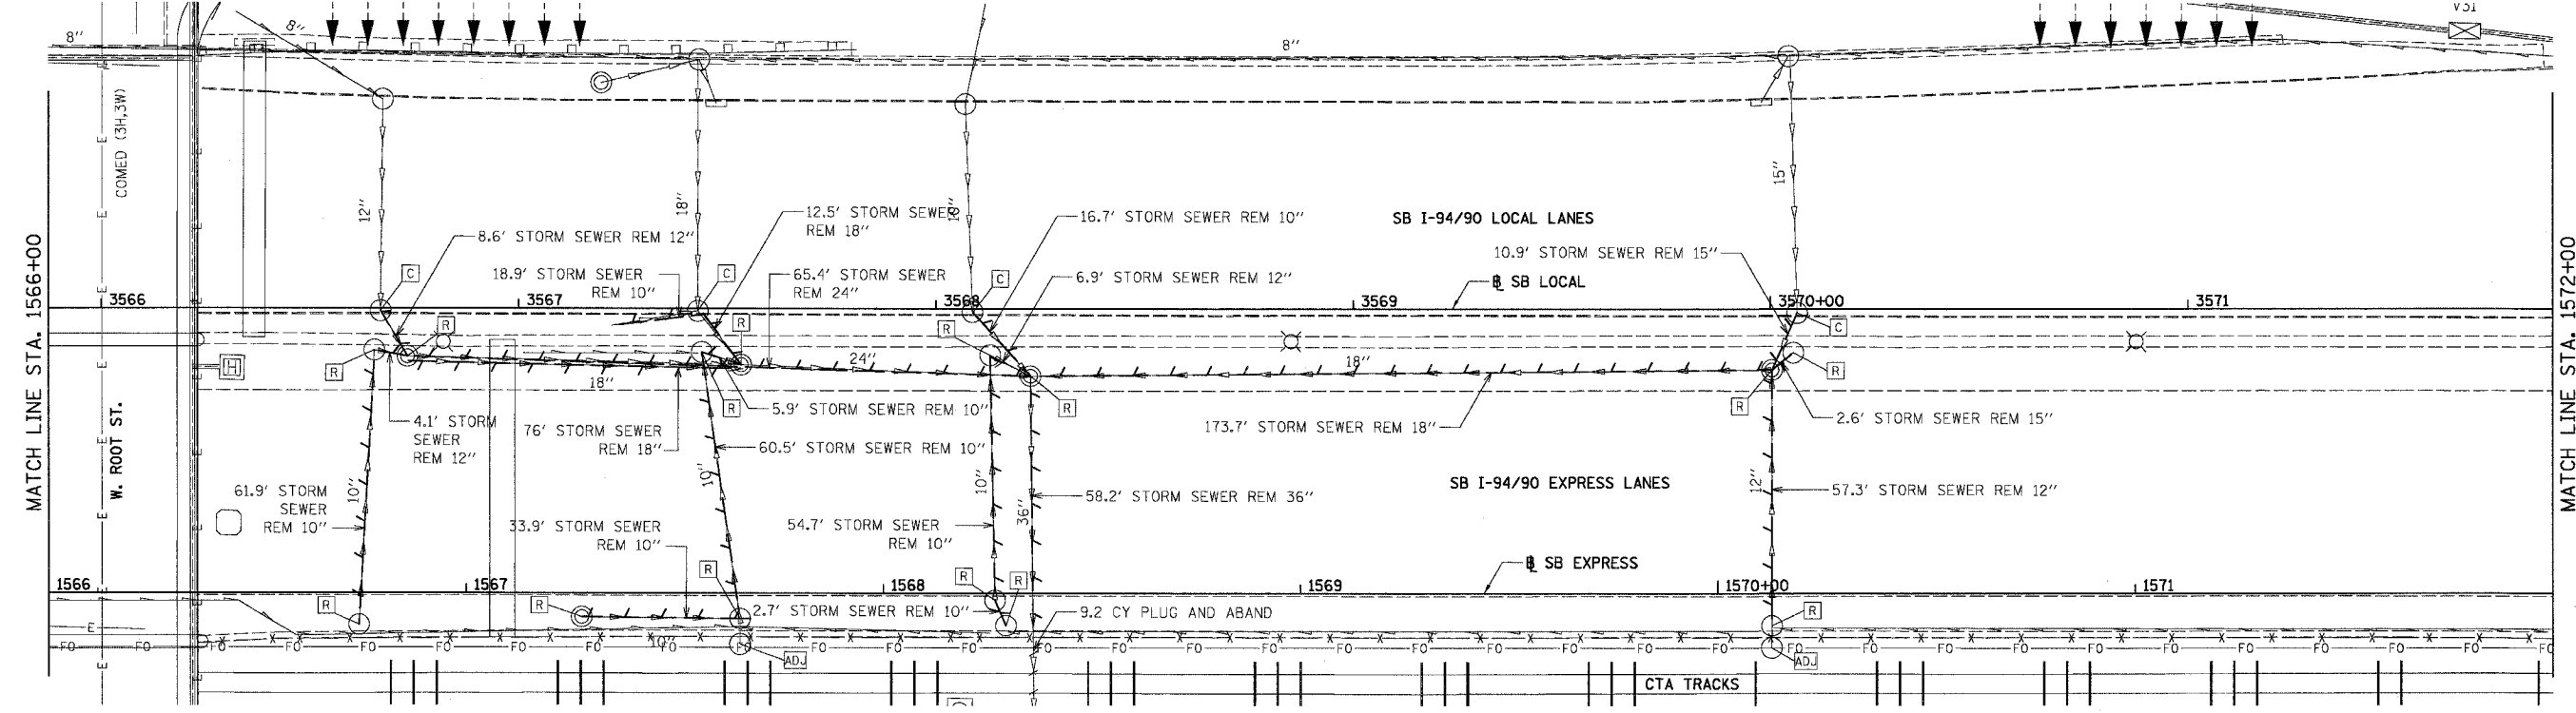 V31
8"
8"
8"
COMED (3H,3W)
12"
18"
10"
15"
12.5' STORM SEWER
REM 18"
16.7' STORM SEWER REM 10"
SB I-94/90 LOCAL LANES
8.6' STORM SEWER REM 12"
10.9' STORM SEWER REM 15"
18.9' STORM SEWER
REM 10"
65.4' STORM SEWER
REM 24"
6.9' STORM SEWER REM 12"
C
C
C
C
SB LOCAL
MATCH LINE STA. 1566+00
MATCH LINE STA. 1572+00
3566
3567
3568
3569
3570+00
3571
R
R
R
R
R
R
R
R
R
H
18"
24"
18"
W. ROOT ST.
4.1' STORM
SEWER
REM 12"
76' STORM SEWER
REM 18"
5.9' STORM SEWER REM 10"
60.5' STORM SEWER REM 10"
173.7' STORM SEWER REM 18"
2.6' STORM SEWER REM 15"
61.9' STORM
SEWER
REM 10"
10"
10"
10"
36"
12"
SB I-94/90 EXPRESS LANES
58.2' STORM SEWER REM 36"
57.3' STORM SEWER REM 12"
33.9' STORM SEWER
REM 10"
54.7' STORM SEWER
REM 10"
SB EXPRESS
1566
1567
1568
1569
1570+00
1571
R
R
R
R
R
R
2.7' STORM SEWER REM 10"
9.2 CY PLUG AND ABAND
10"
ADJ
ADJ
CTA TRACKS